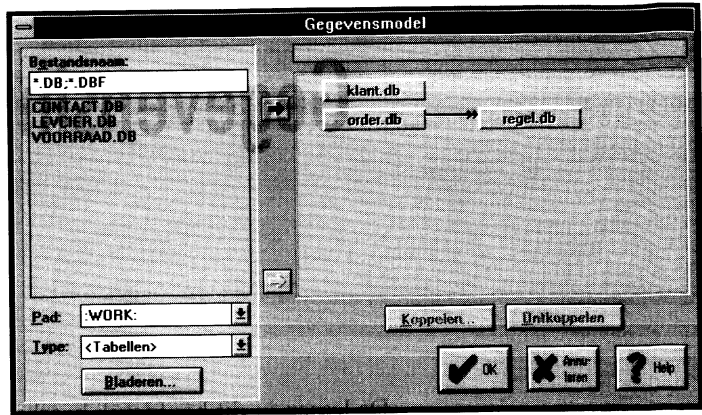 Gegevensmodel
Bestandsnaam:
*.DB;*.DBF
CONTACT.DB
LEVCIER.DB
VOORRAAD.DB
klant.db
order.db
regel.db
Pad:
:WORK:
Type:
<Tabellen>
Bladeren...
Koppelen...
Ontkoppelen
OK
Annu-
leren
Help